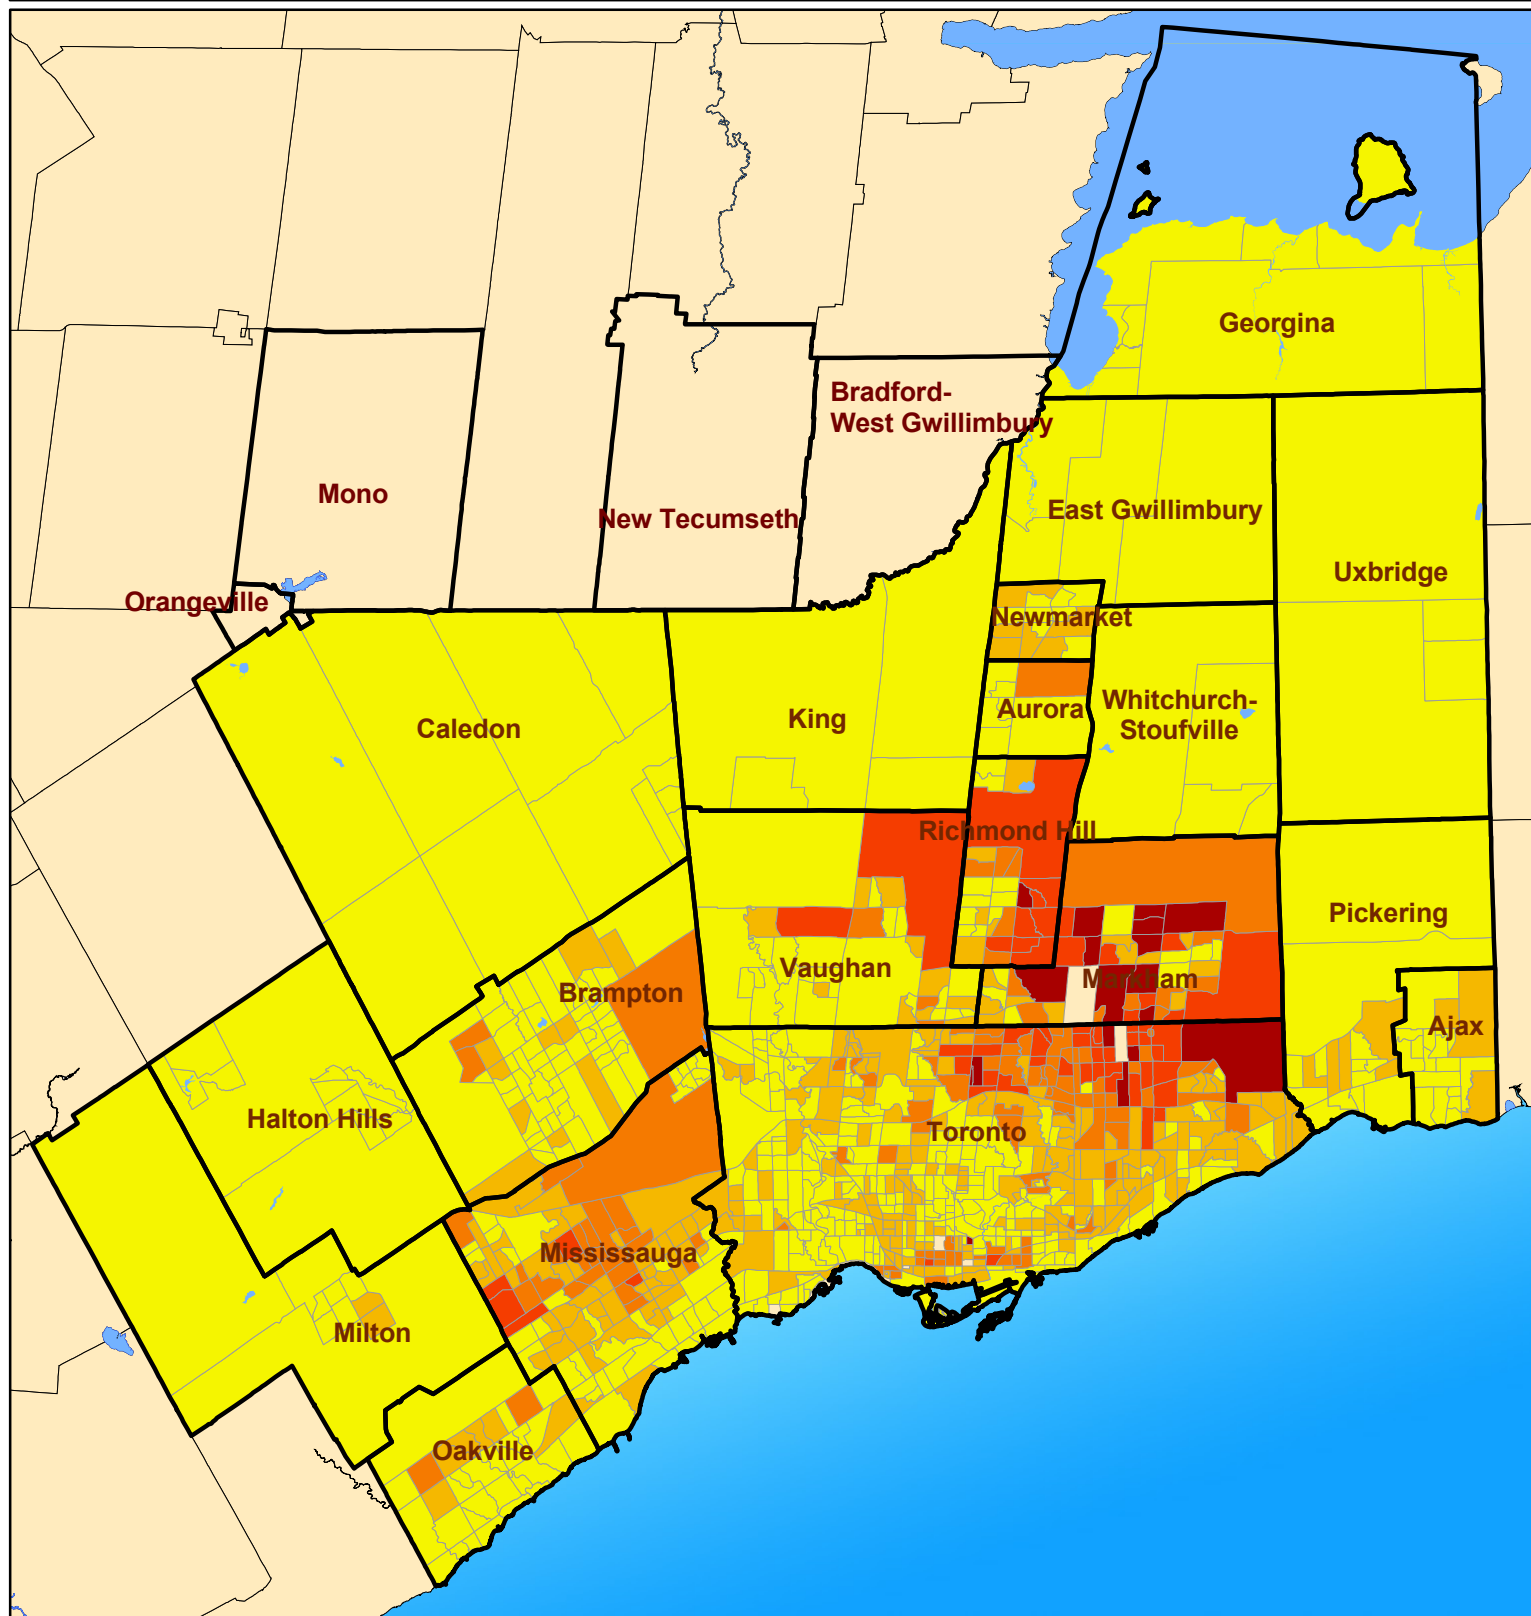 Georgina
Bradford-
West Gwillimbury
Mono
New Tecumseth
East Gwillimbury
Uxbridge
Orangeville
Newmarket
Caledon
King
Aurora
Whitchurch-
Stoufville
Richmond Hill
Pickering
Vaughan
Markham
Brampton
Ajax
Halton Hills
Toronto
Mississauga
Milton
Oakville